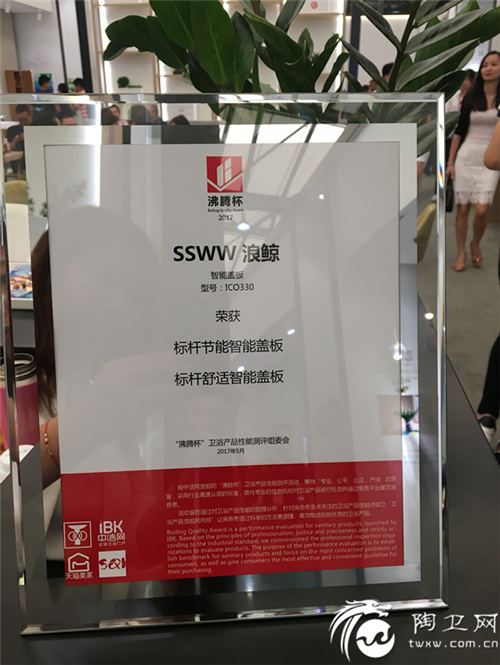 沸腾杯
Boiling Quality Award
2017
SSWW 浪鲸
智能盖板
型号：ICO330
荣获
标杆节能智能盖板
标杆舒适智能盖板
“沸腾杯”卫浴产品性能测评组委会
2017年5月
Boiling Quality Award is a performance evaluation for sanitary products, launched by
IBK. Based on the principles of professionalism, justice and preciseness and strictly ac-
cording to the industrial standard, we commissioned the professional inspection orga-
nizations to evaluate products. The purpose of the performance evaluation is to estab-
lish benchmark for sanitary products and focus on the most concerned problems of
consumers, as well as give consumers the most effective and convenient guideline for
their purchasing.
IBK
中洁网
天猫美家
陶卫网
twxw.com.cn